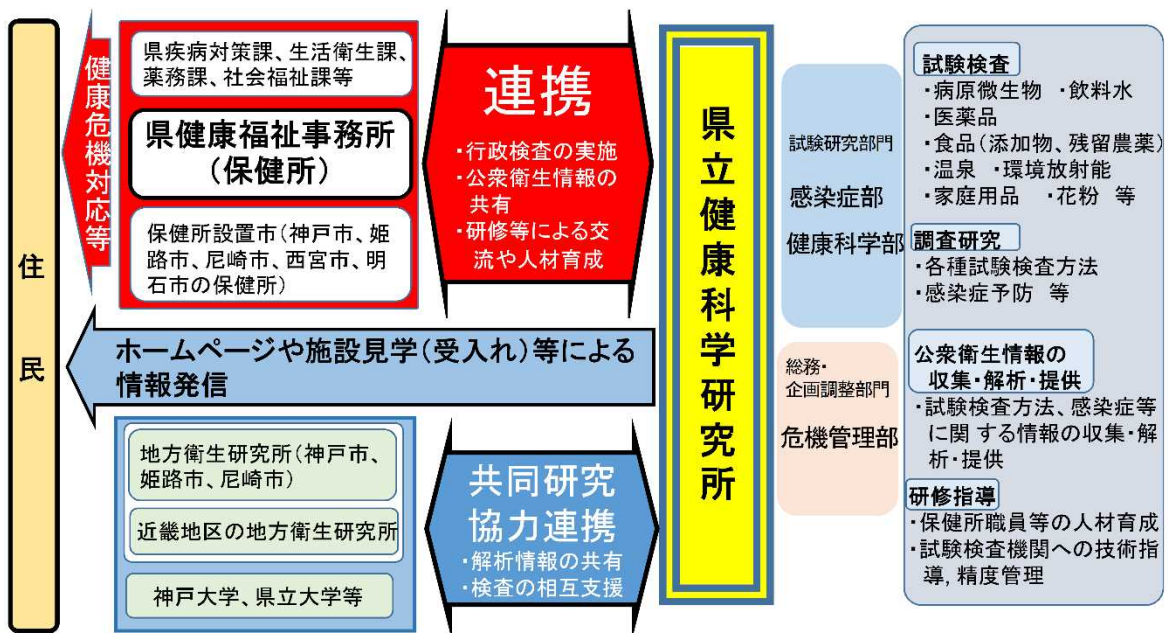 住民
健康危機対応等
県疾病対策課、生活衛生課、
薬務課、社会福祉課等
県健康福祉事務所
(保健所)
保健所設置市(神戸市、姫
路市、尼崎市、西宮市、明
石市の保健所)
連携
・行政検査の実施
・公衆衛生情報の
共有
・研修等による交
流や人材育成
ホームページや施設見学(受入れ)等による
情報発信
地方衛生研究所(神戸市、
姫路市、尼崎市)
近畿地区の地方衛生研究所
神戸大学、県立大学等
共同研究
協力連携
・解析情報の共有
・検査の相互支援
県立健康科学研究所
試験研究部門
感染症部
健康科学部
総務・
企画調整部門
危機管理部
試験検査
・病原微生物 ・飲料水
・医薬品
・食品(添加物、残留農薬)
・温泉 ・環境放射能
・家庭用品 ・花粉 等
調査研究
・各種試験検査方法
・感染症予防 等
公衆衛生情報の
収集・解析・提供
・試験検査方法、感染症等
に関 する情報の収集・解
析・提供
研修指導
・保健所職員等の人材育成
・試験検査機関への技術指
導, 精度管理